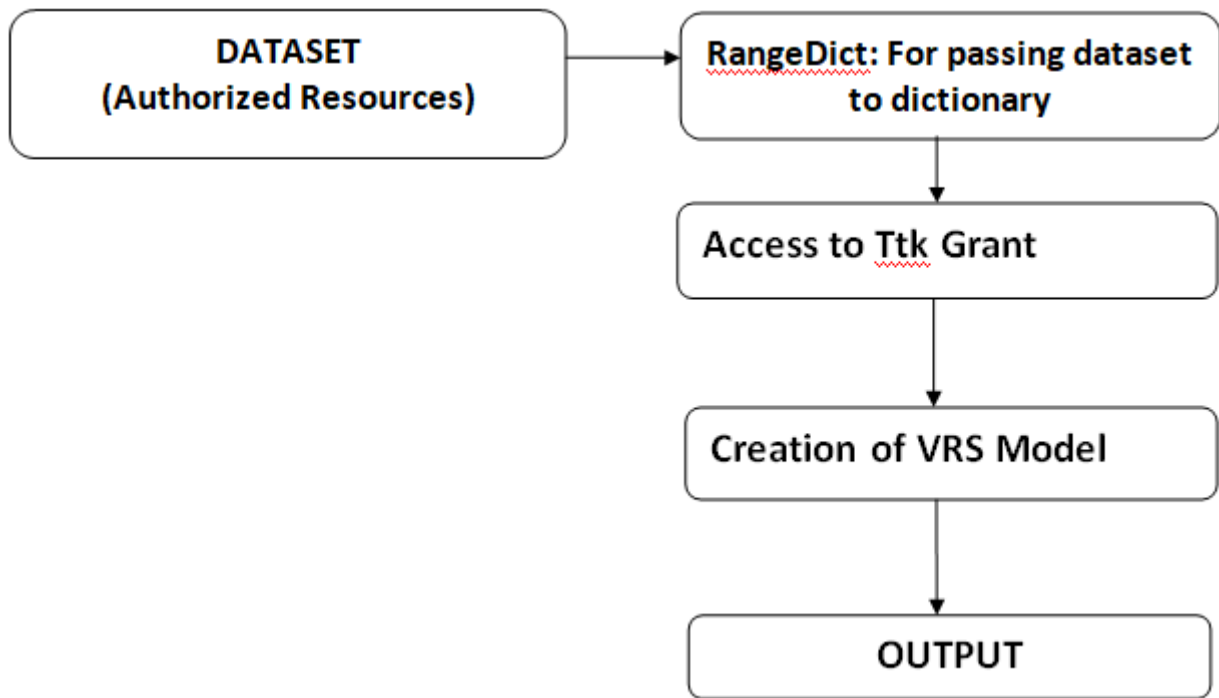 DATASET
(Authorized Resources)
RangeDict: For passing dataset
to dictionary
Access to Ttk Grant
Creation of VRS Model
OUTPUT